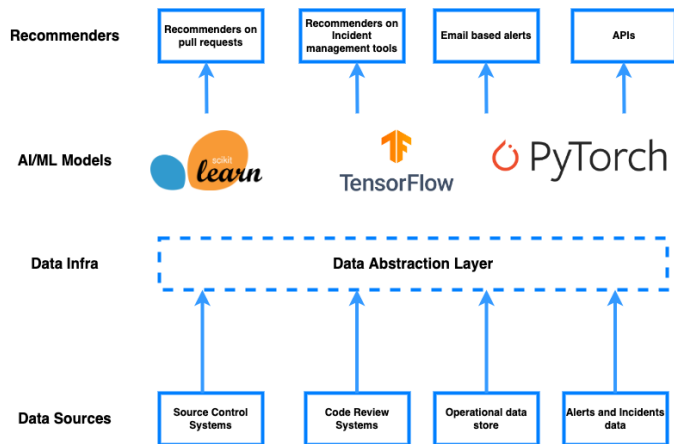 Recommenders
Recommenders on
pull requests
Recommenders on
Incident
management tools
Email based alerts
APIs
AI/ML Models
scikit
learn
TensorFlow
PyTorch
Data Infra
Data Abstraction Layer
Data Sources
Source Control
Systems
Code Review
Systems
Operational data
store
Alerts and Incidents
data